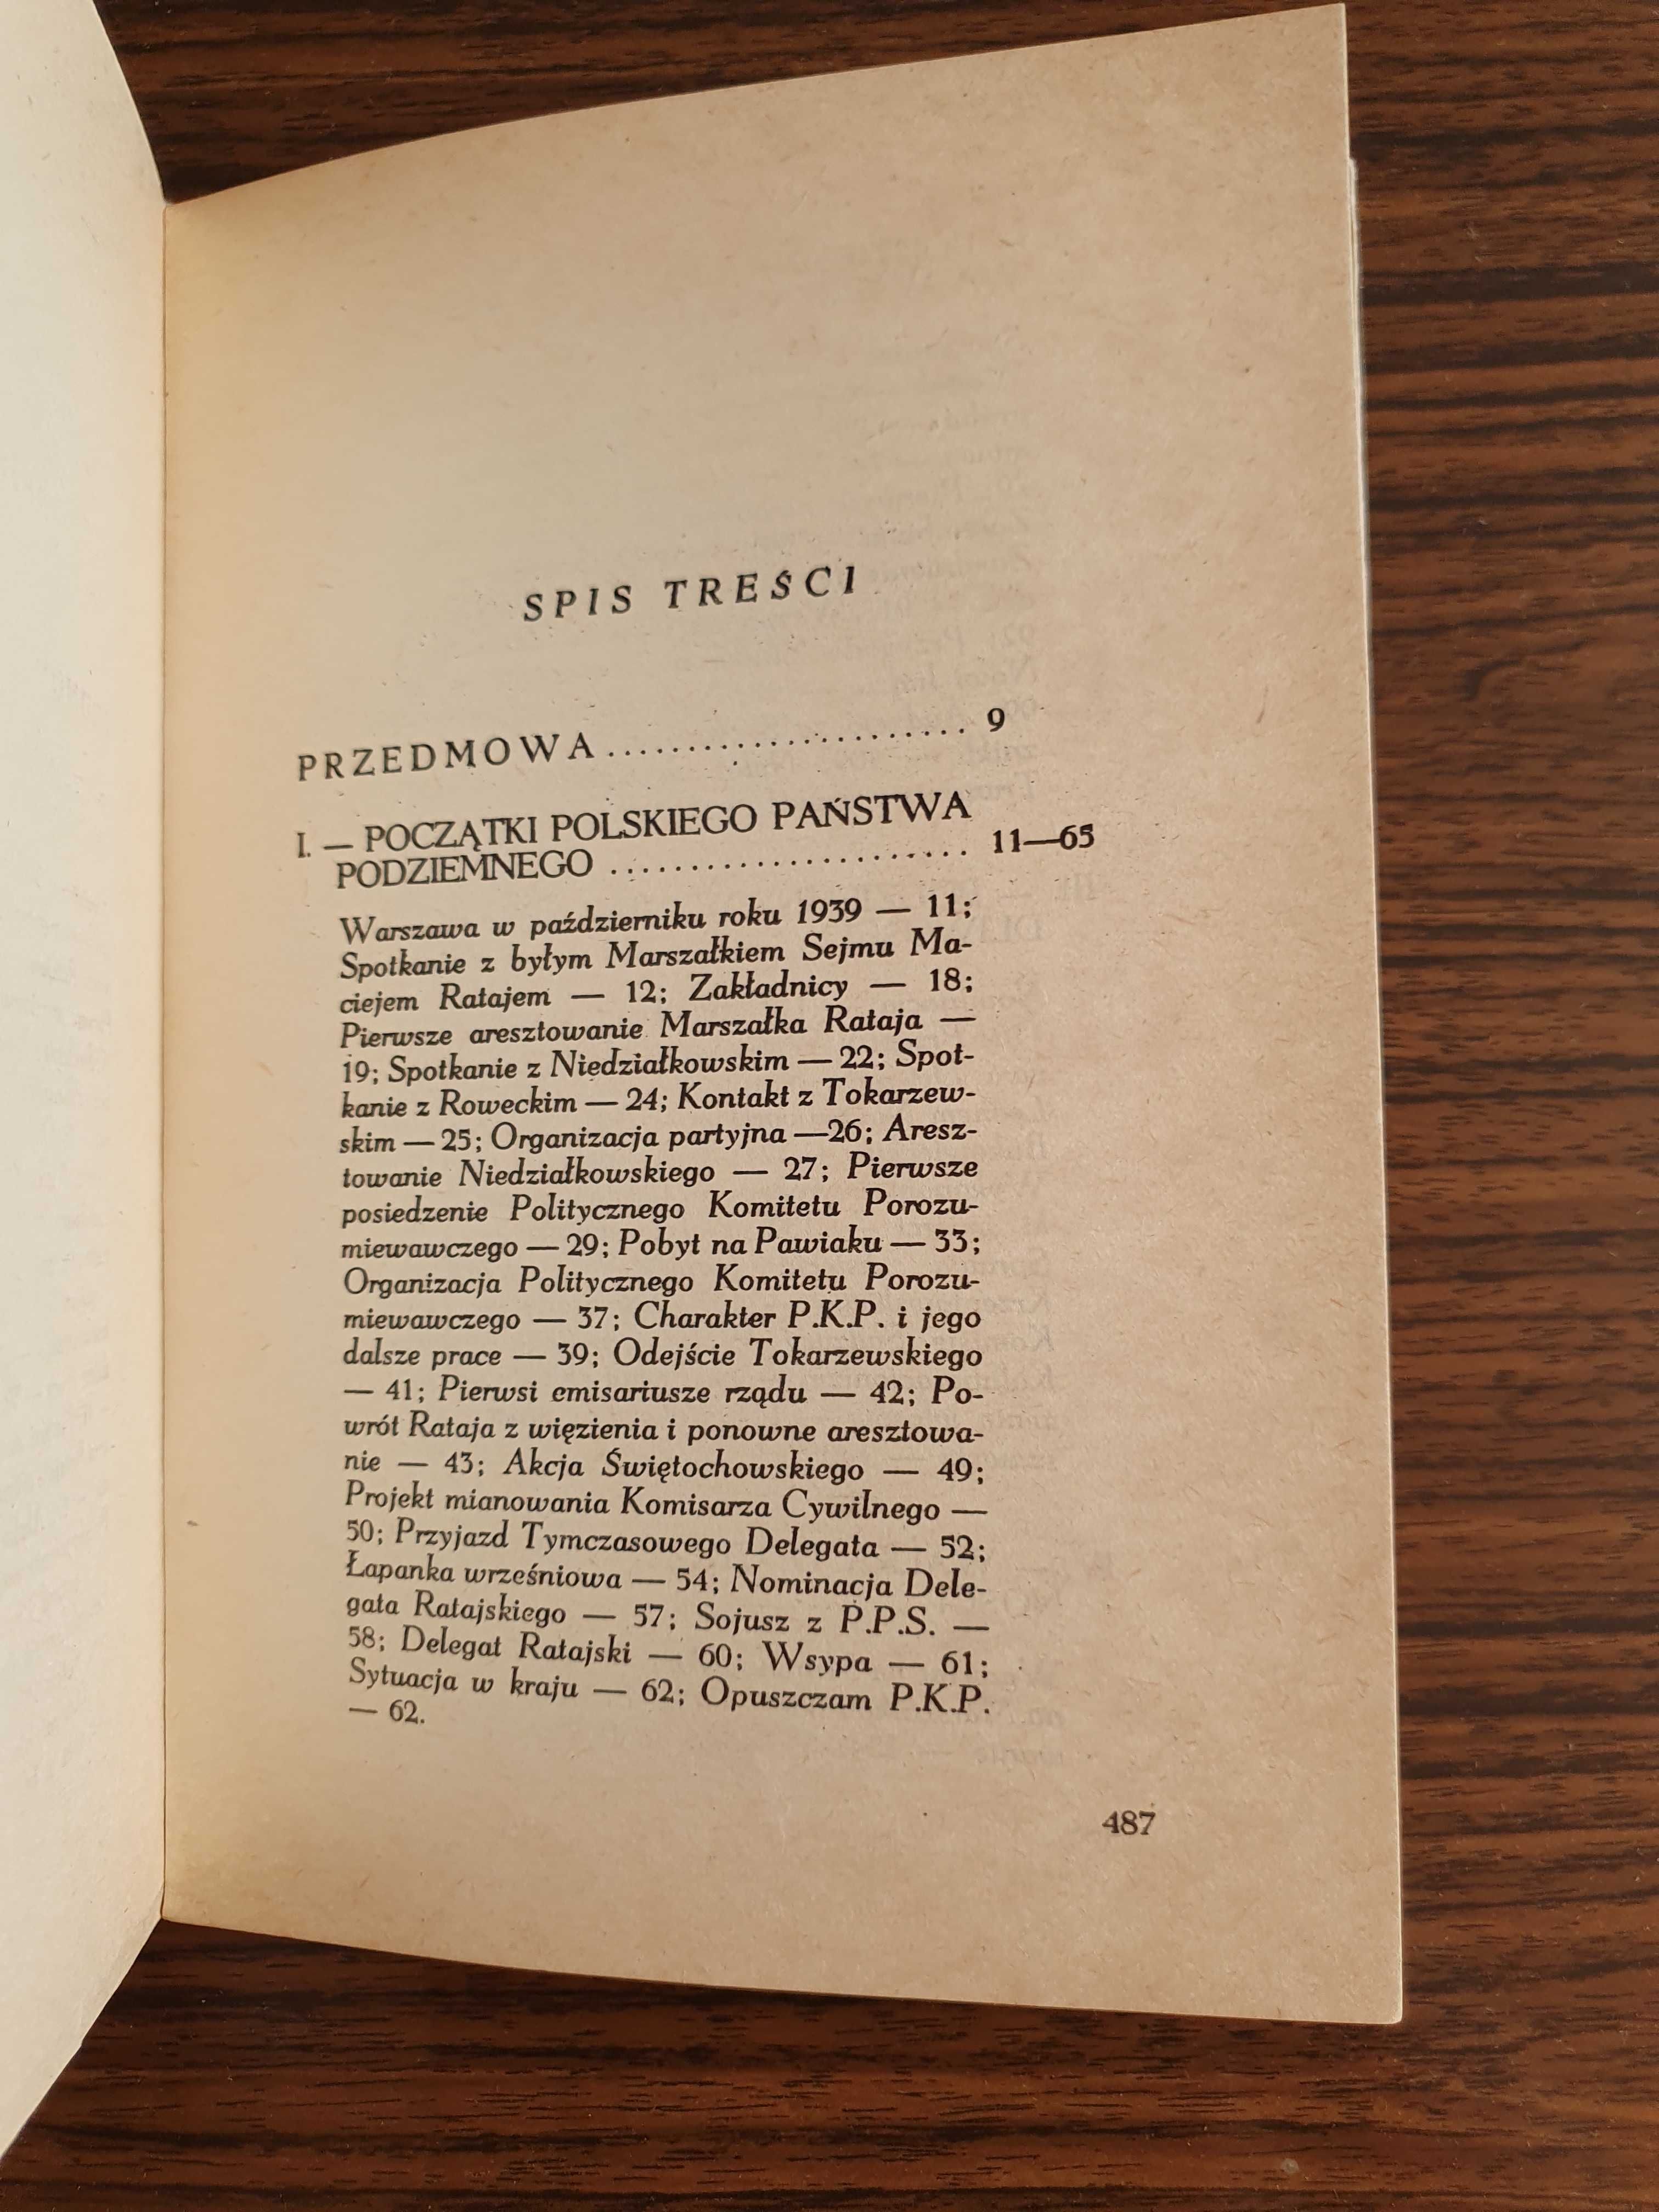 SPIS TREŚCI
PRZEDMOWA ....................... 9
I. — POCZĄTKI POLSKIEGO PAŃSTWA
PODZIEMNEGO ....................... 11—65
Warszawa w październiku roku 1939 — 11;
Spotkanie z byłym Marszałkiem Sejmu Ma-
ciejem Ratajem — 12; Zakładnicy — 18;
Pierwsze aresztowanie Marszałka Rataja —
19; Spotkanie z Niedziałkowskim — 22; Spot-
kanie z Roweckim — 24; Kontakt z Tokarzew-
skim — 25; Organizacja partyjna —26; Aresz-
towanie Niedziałkowskiego — 27; Pierwsze
posiedzenie Politycznego Komitetu Porozu-
miewawczego — 29; Pobyt na Pawiaku — 33;
Organizacja Politycznego Komitetu Porozu-
miewawczego — 37; Charakter P.K.P. i jego
dalsze prace — 39; Odejście Tokarzewskiego
— 41; Pierwsi emisariusze rządu — 42; Po-
wrót Rataja z więzienia i ponowne aresztowa-
nie — 43; Akcja Świętochowskiego — 49;
Projekt mianowania Komisarza Cywilnego —
50; Przyjazd Tymczasowego Delegata — 52;
Łapanka wrześniowa — 54; Nominacja Dele-
gata Ratajskiego — 57; Sojusz z P.P.S. —
58; Delegat Ratajski — 60; Wsypa — 61;
Sytuacja w kraju — 62; Opuszczam P.K.P.
— 62.
487